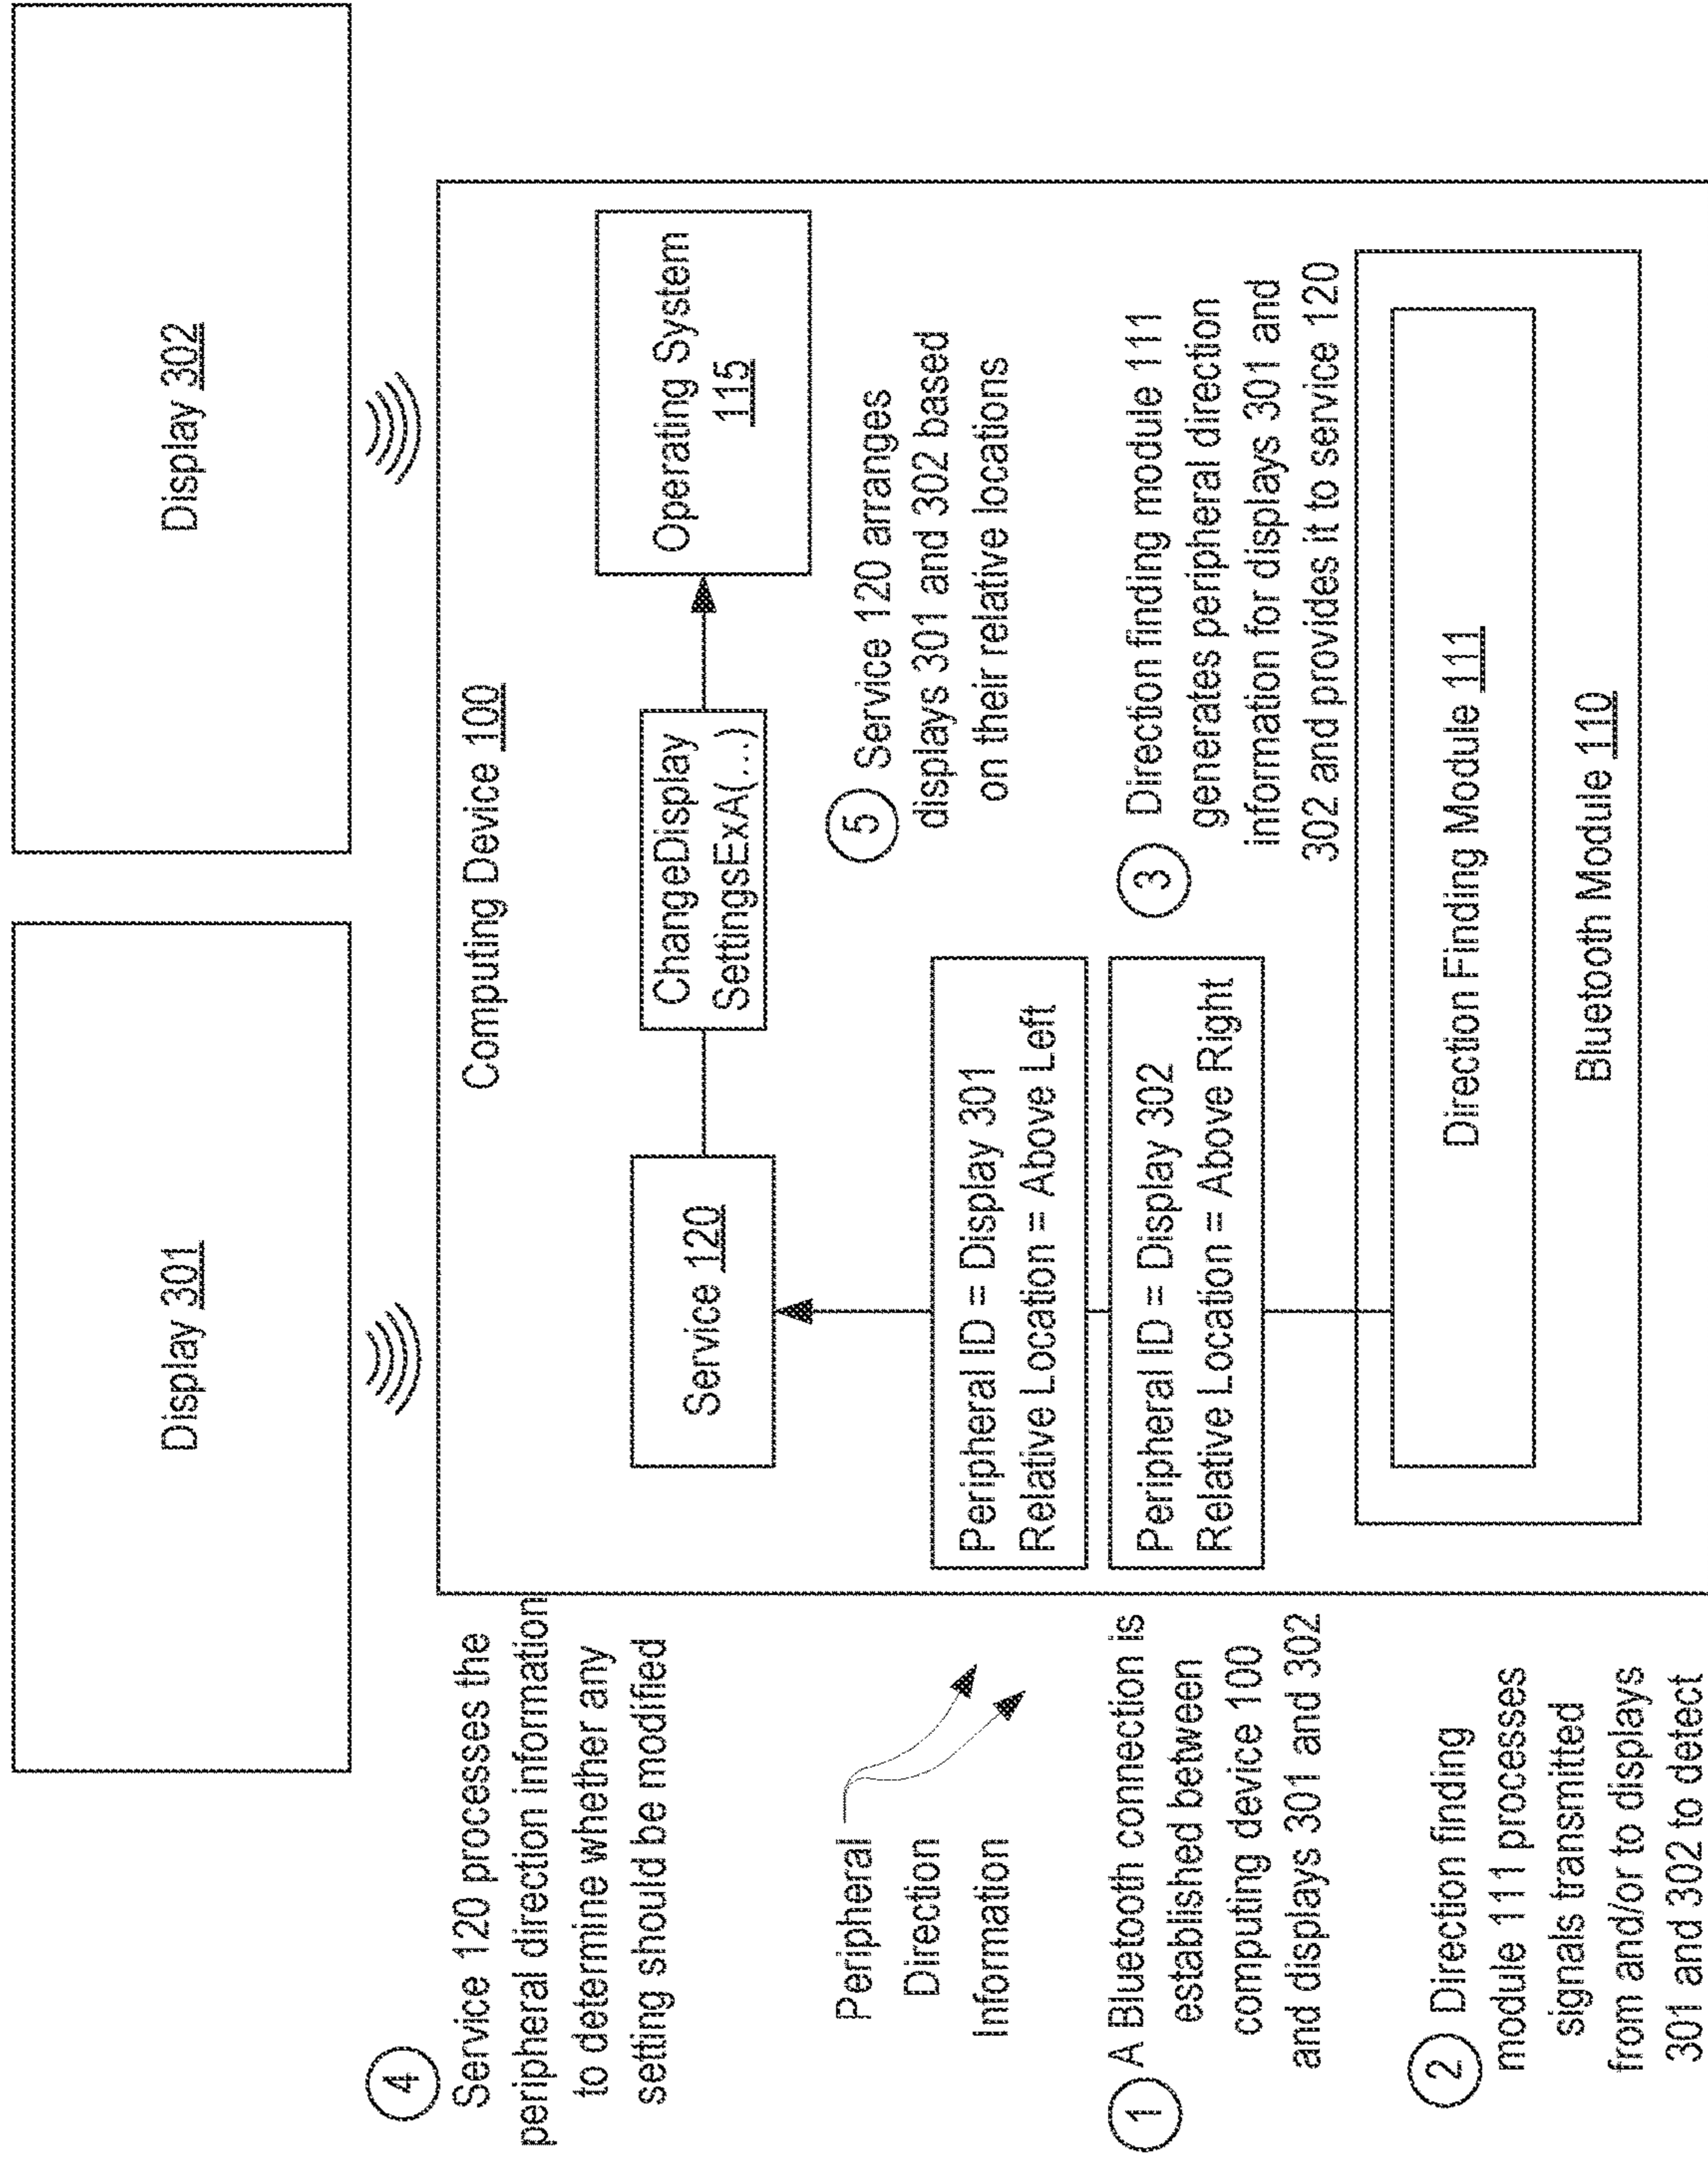 Display 301
Display 302
Computing Device 100
4
Service 120 processes the
peripheral direction information
to determine whether any
setting should be modified
Service 120
ChangeDisplay
SettingsExA(...)
Operating System
115
5 Service 120 arranges
displays 301 and 302 based
on their relative locations
Peripheral
Direction
Information
Peripheral ID = Display 301
Relative Location = Above Left
Peripheral ID = Display 302
Relative Location = Above Right
3 Direction finding module 111
generates peripheral direction
information for displays 301 and
302 and provides it to service 120
1 A Bluetooth connection is
established between
computing device 100
and displays 301 and 302
2 Direction finding
module 111 processes
signals transmitted
from and/or to displays
301 and 302 to detect
Direction Finding Module 111
Bluetooth Module 110